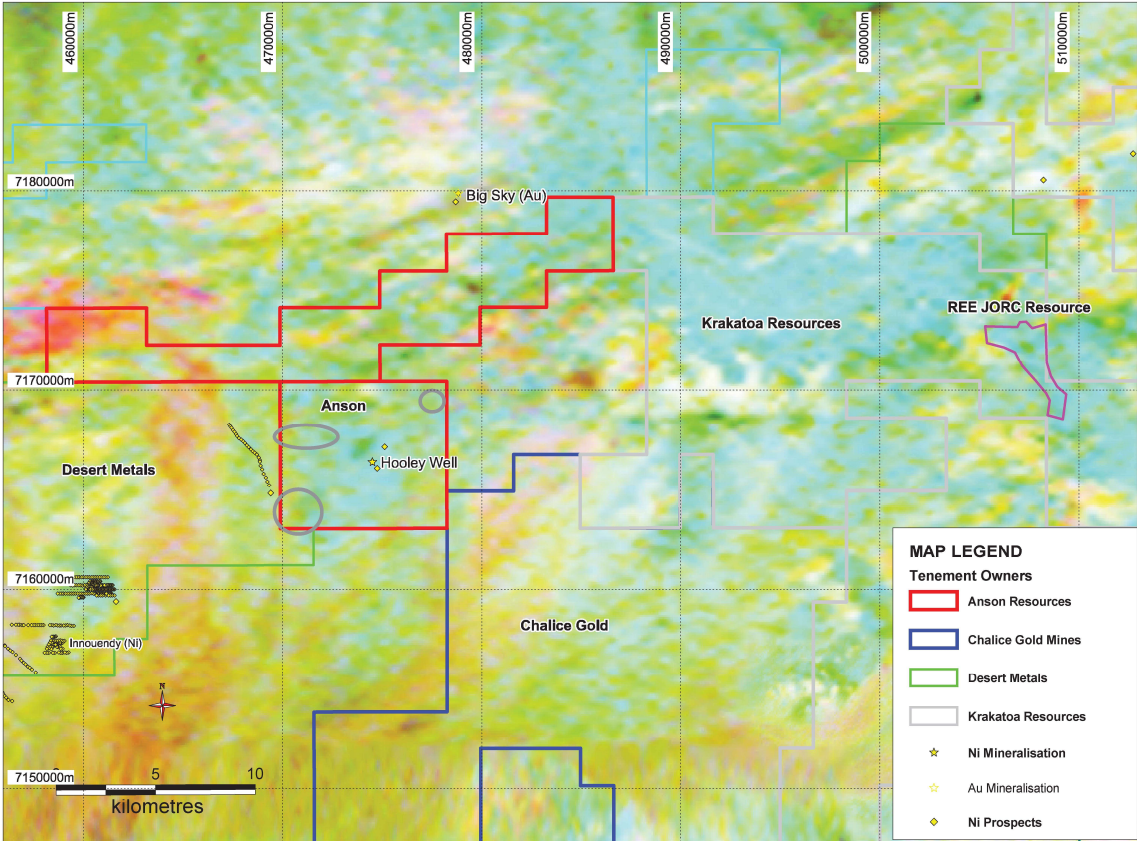 460000m
470000m
480000m
490000m
500000m
510000m
7180000m
Big Sky (Au)
Krakatoa Resources
REE JORC Resource
7170000m
Anson
Hooley Well
Desert Metals
7160000m
Innouendy (Ni)
Chalice Gold
N
7150000m
5 10
kilometres
MAP LEGEND
Tenement Owners
Anson Resources
Chalice Gold Mines
Desert Metals
Krakatoa Resources
Ni Mineralisation
Au Mineralisation
Ni Prospects